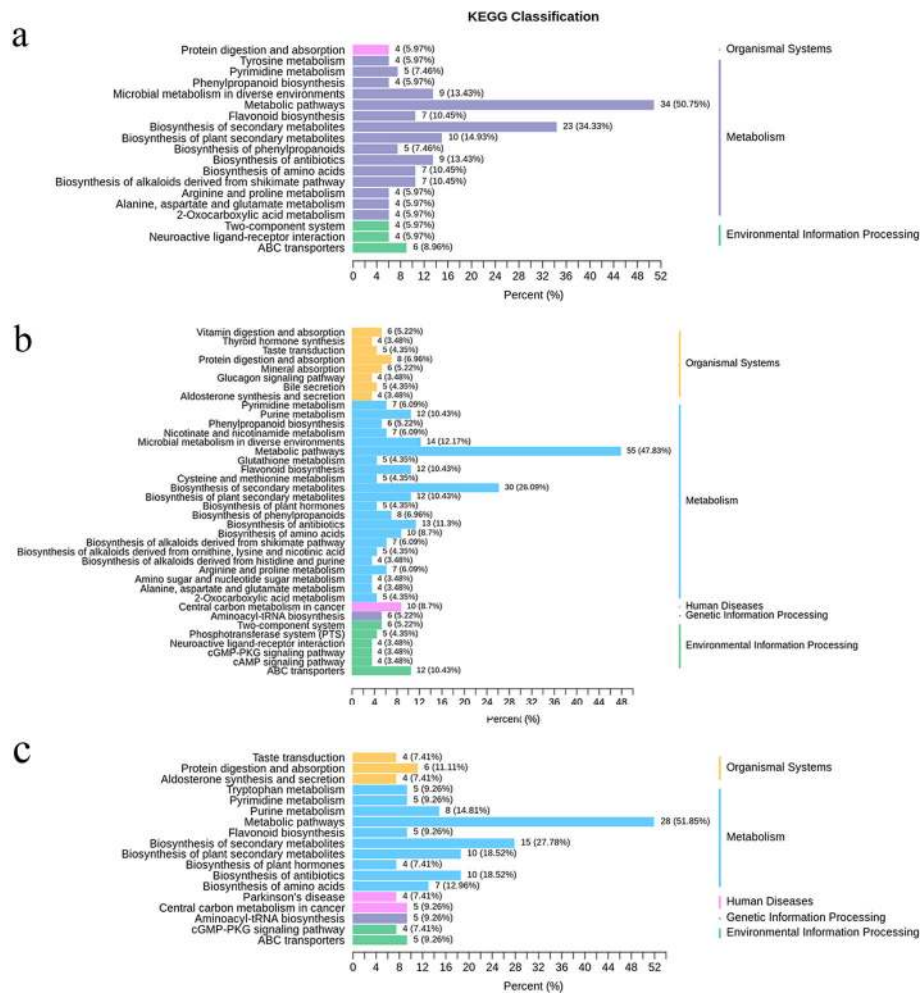 KEGG Classification
a
Protein digestion and absorption 4 (5.97%) Organismal Systems
Tyrosine metabolism 4 (5.97%)
Pyrimidine metabolism 5 (7.46%)
Phenylpropanoid biosynthesis 4 (5.97%)
Microbial metabolism in diverse environments 9 (13.43%)
Metabolic pathways 34 (50.75%)
Flavonoid biosynthesis 7 (10.45%)
Biosynthesis of secondary metabolites 23 (34.33%)
Biosynthesis of plant secondary metabolites 10 (14.93%) Metabolism
Biosynthesis of phenylpropanoids 5 (7.46%)
Biosynthesis of antibiotics 9 (13.43%)
Biosynthesis of amino acids 7 (10.45%)
Biosynthesis of alkaloids derived from shikimate pathway 7 (10.45%)
Arginine and proline metabolism 4 (5.97%)
Alanine, aspartate and glutamate metabolism 4 (5.97%)
2-Oxocarboxylic acid metabolism 4 (5.97%)
Two-component system 4 (5.97%)
Neuroactive ligand-receptor interaction 4 (5.97%) Environmental Information Processing
ABC transporters 6 (8.96%)
0 4 8 12 16 20 24 28 32 36 40 44 48 52
Percent (%)
b
Vitamin digestion and absorption 6 (5.22%)
Thyroid hormone synthesis 4 (3.48%)
Taste transduction 5 (4.35%)
Protein digestion and absorption 8 (6.96%)
Mineral absorption 6 (5.22%) Organismal Systems
Glucagon signaling pathway 4 (3.48%)
Bile secretion 5 (4.35%)
Aldosterone synthesis and secretion 4 (3.48%)
Pyrimidine metabolism 7 (6.09%)
Purine metabolism 12 (10.43%)
Phenylpropanoid biosynthesis 6 (5.22%)
Nicotinate and nicotinamide metabolism 7 (6.09%)
Microbial metabolism in diverse environments 14 (12.17%)
Metabolic pathways 55 (47.83%)
Glutathione metabolism 5 (4.35%)
Flavonoid biosynthesis 12 (10.43%)
Cysteine and methionine metabolism 5 (4.35%)
Biosynthesis of secondary metabolites 30 (26.09%)
Biosynthesis of plant secondary metabolites 12 (10.43%) Metabolism
Biosynthesis of plant hormones 5 (4.35%)
Biosynthesis of phenylpropanoids 8 (6.96%)
Biosynthesis of antibiotics 13 (11.3%)
Biosynthesis of amino acids 10 (8.7%)
Biosynthesis of alkaloids derived from shikimate pathway 7 (6.09%)
Biosynthesis of alkaloids derived from ornithine, lysine and nicotinic acid 5 (4.35%)
Biosynthesis of alkaloids derived from histidine and purine 4 (3.48%)
Arginine and proline metabolism 7 (6.09%)
Amino sugar and nucleotide sugar metabolism 4 (3.48%)
Alanine, aspartate and glutamate metabolism 4 (3.48%)
2-Oxocarboxylic acid metabolism 5 (4.35%)
Central carbon metabolism in cancer 10 (8.7%) Human Diseases
Aminoacyl-tRNA biosynthesis 6 (5.22%) Genetic Information Processing
Two-component system 6 (5.22%)
Phosphotransferase system (PTS) 5 (4.35%)
Neuroactive ligand-receptor interaction 4 (3.48%) Environmental Information Processing
cGMP-PKG signaling pathway 4 (3.48%)
cAMP signaling pathway 4 (3.48%)
ABC transporters 12 (10.43%)
0 4 8 12 16 20 24 28 32 36 40 44 48
Percent (%)
c
Taste transduction 4 (7.41%)
Protein digestion and absorption 6 (11.11%) Organismal Systems
Aldosterone synthesis and secretion 4 (7.41%)
Tryptophan metabolism 5 (9.26%)
Pyrimidine metabolism 5 (9.26%)
Purine metabolism 8 (14.81%)
Metabolic pathways 28 (51.85%)
Flavonoid biosynthesis 5 (9.26%) Metabolism
Biosynthesis of secondary metabolites 15 (27.78%)
Biosynthesis of plant secondary metabolites 10 (18.52%)
Biosynthesis of plant hormones 4 (7.41%)
Biosynthesis of antibiotics 10 (18.52%)
Biosynthesis of amino acids 7 (12.96%)
Parkinson's disease 4 (7.41%) Human Diseases
Central carbon metabolism in cancer 5 (9.26%)
Aminoacyl-tRNA biosynthesis 5 (9.26%) Genetic Information Processing
cGMP-PKG signaling pathway 4 (7.41%) Environmental Information Processing
ABC transporters 5 (9.26%)
0 4 8 12 16 20 24 28 32 36 40 44 48 52
Percent (%)